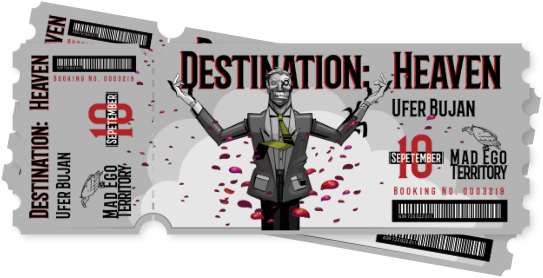 DESTINATION: HEAVEN
UFER BUJAN
10
SEPETEMBER
MAD EGO
TERRITORY
BOOKING NO. 0003219
DESTINATION: HEAVEN
UFER BUJAN
10
SEPETEMBER
MAD EGO
TERRITORY
BOOKING NO. 0003219